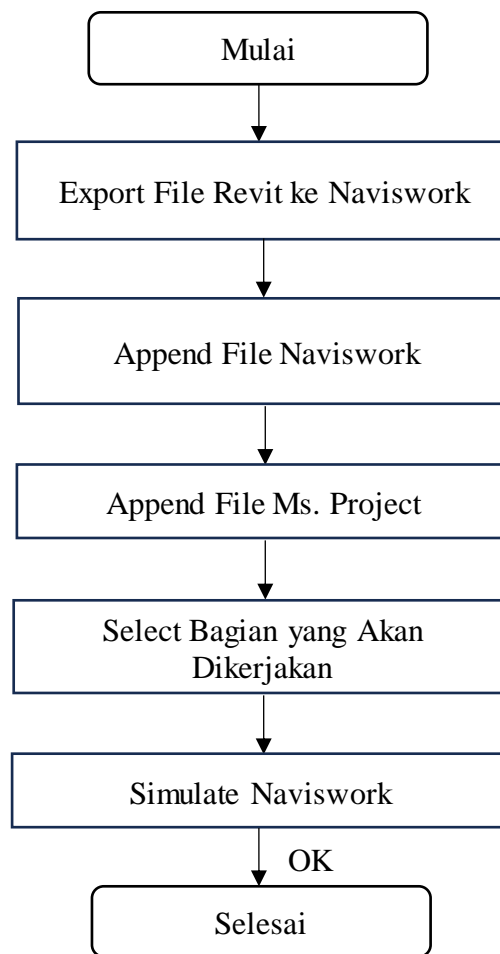 Mulai
Export File Revit ke Naviswork
Append File Naviswork
Append File Ms. Project
Select Bagian yang Akan
Dikerjakan
Simulate Naviswork
OK
Selesai